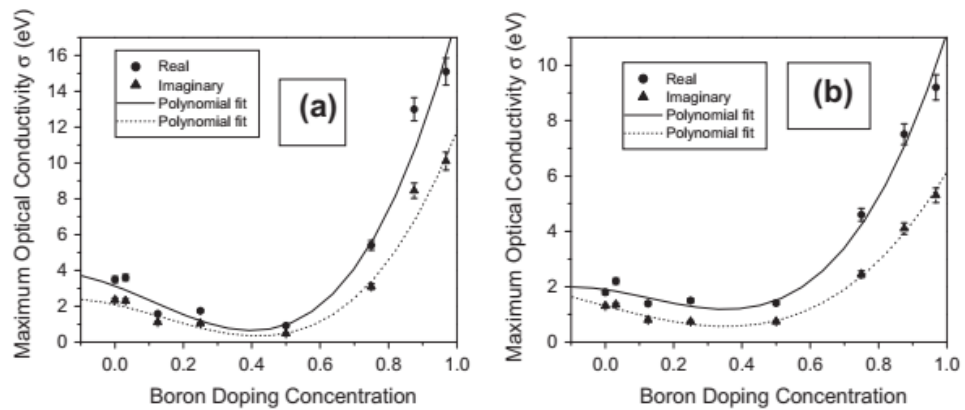 Maximum Optical Conductivity σ (eV)
16
14
12
10
8
6
4
2
0
Real
Imaginary
Polynomial fit
Polynomial fit
(a)
0.0 0.2 0.4 0.6 0.8 1.0
Boron Doping Concentration
Maximum Optical Conductivity σ (eV)
10
8
6
4
2
0
Real
Imaginary
Polynomial fit
Polynomial fit
(b)
0.0 0.2 0.4 0.6 0.8 1.0
Boron Doping Concentration